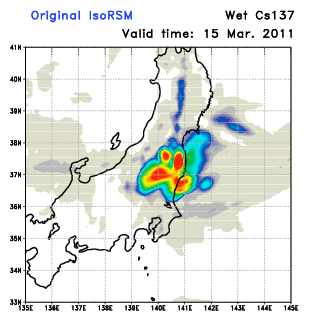 Original IsoRSM Wet Cs137
Valid time: 15 Mar. 2011
41N
40N
39N
38N
37N
36N
35N
34N
33N
135E 136E 137E 138E 139E 140E 141E 142E 143E 144E 145E